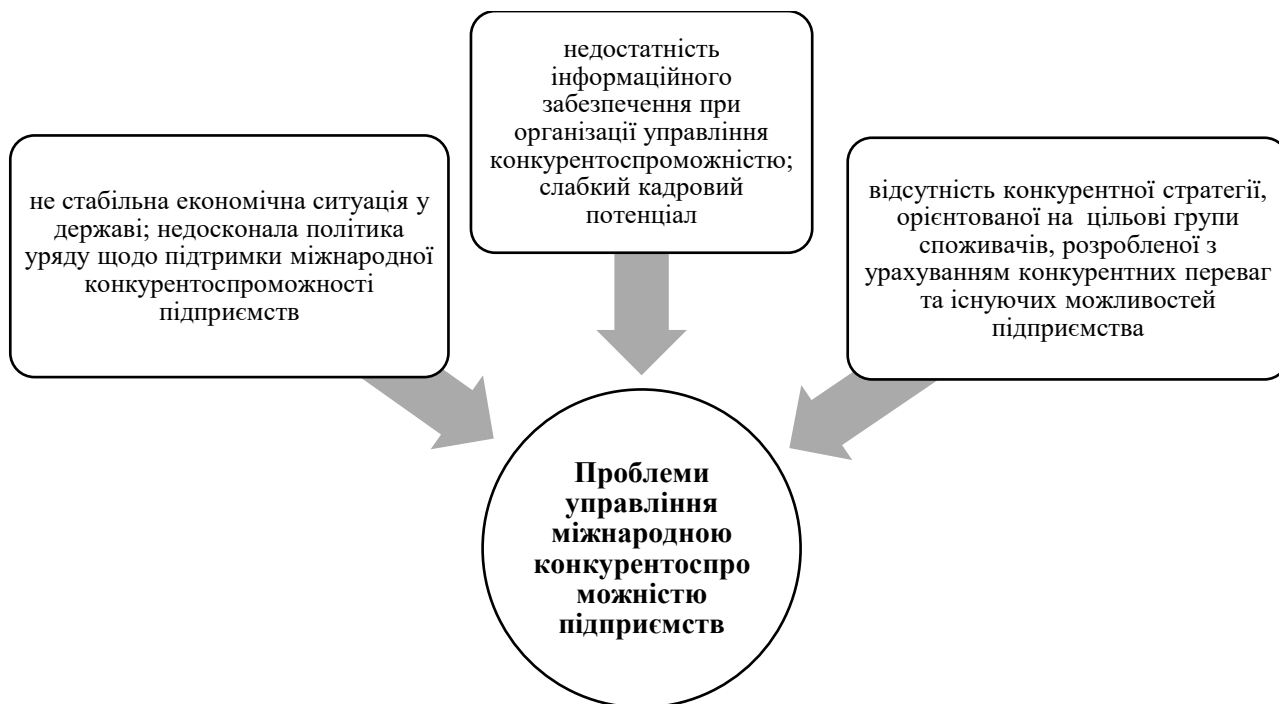 не стабільна економічна ситуація у
державі; недосконала політика
уряду щодо підтримки міжнародної
конкурентоспроможності
підприємств
недостатність
інформаційного
забезпечення при
організації управління
конкурентоспроможністю;
слабкий кадровий
потенціал
відсутність конкурентної стратегії,
орієнтованої на  цільові групи
споживачів, розробленої з
урахуванням конкурентних переваг
та існуючих можливостей
підприємства
Проблеми
управління
міжнародною
конкурентоспро
можністю
підприємств